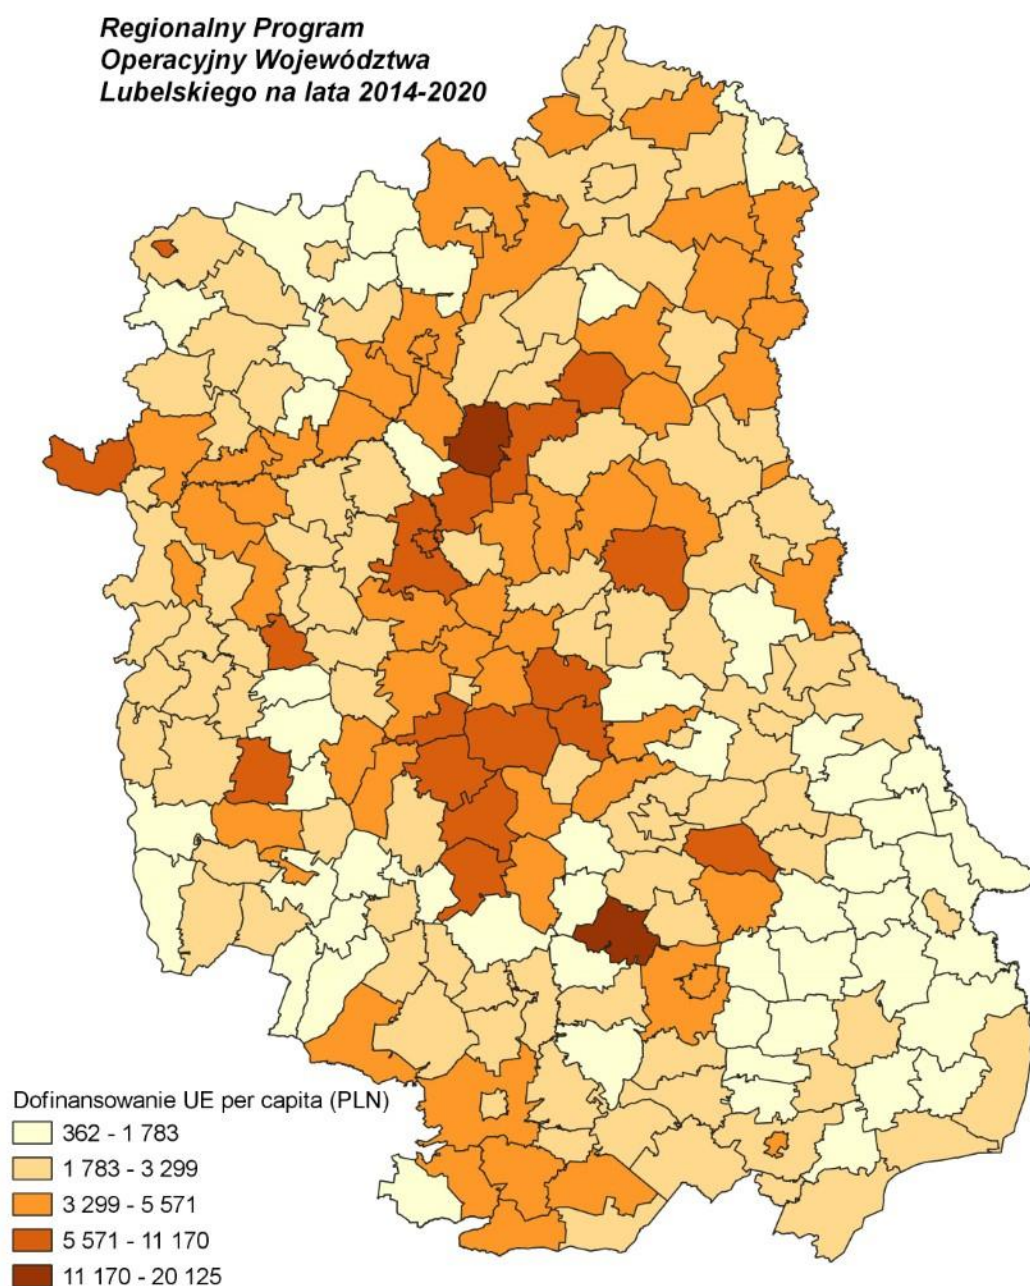 Regionalny Program
Operacyjny Województwa
Lubelskiego na lata 2014-2020
Dofinansowanie UE per capita (PLN)
362 - 1 783
1 783 - 3 299
3 299 - 5 571
5 571 - 11 170
11 170 - 20 125